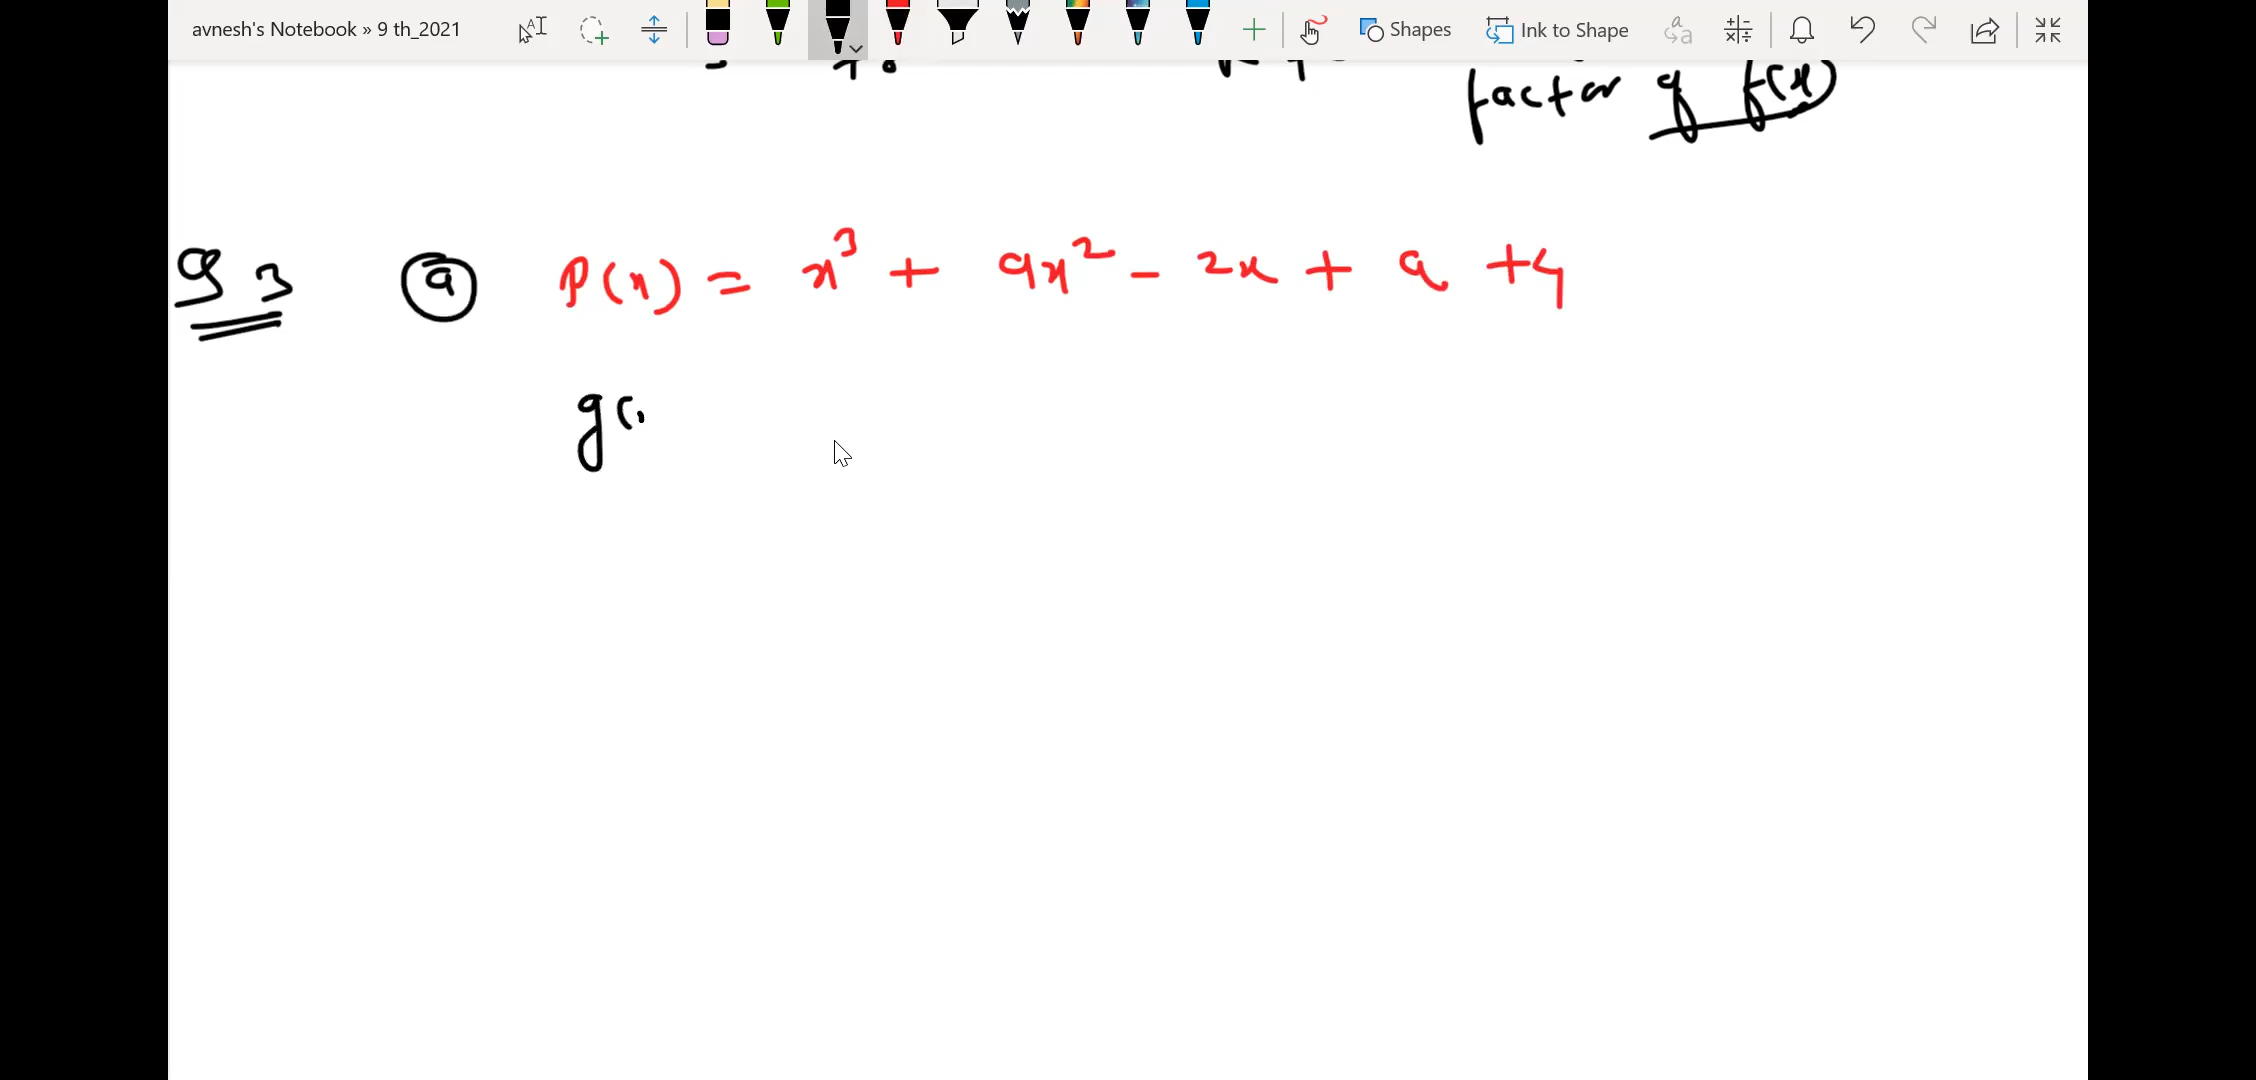 avnesh's Notebook » 9 th_2021 Shapes Ink to Shape
factor of f(x)
Q 3 a P(x) = x³ + ax² - 2x + a +4
g(